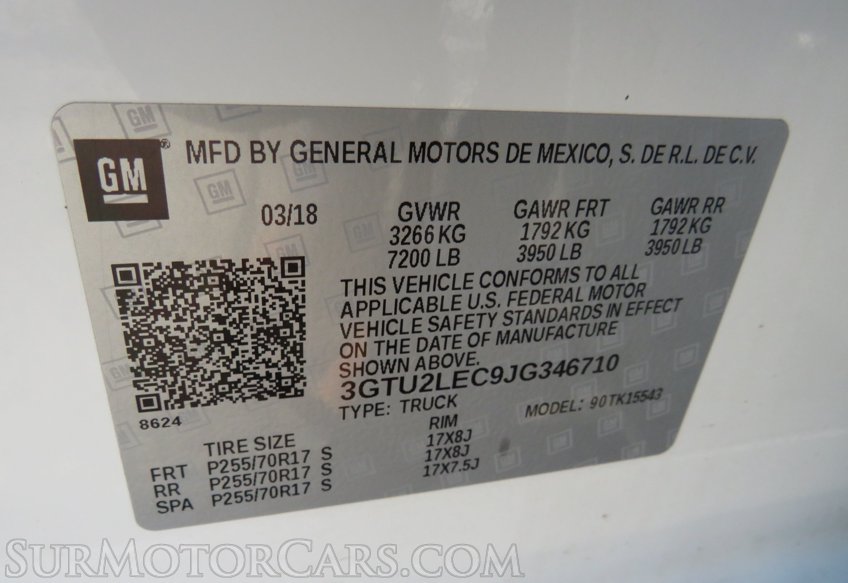 GM® MFD BY GENERAL MOTORS DE MEXICO, S. DE R.L. DE C.V.
03/18 GVWR GAWR FRT GAWR RR
3266 KG 1792 KG 1792 KG
7200 LB 3950 LB 3950 LB
THIS VEHICLE CONFORMS TO ALL
APPLICABLE U.S. FEDERAL MOTOR
VEHICLE SAFETY STANDARDS IN EFFECT
ON THE DATE OF MANUFACTURE
SHOWN ABOVE.
3GTU2LEC9JG346710
TYPE: TRUCK MODEL: 90TK15543
8624
TIRE SIZE RIM
FRT P255/70R17 S 17X8J
RR P255/70R17 S 17X8J
SPA P255/70R17 S 17X7.5J
SURMOTORCARS.COM